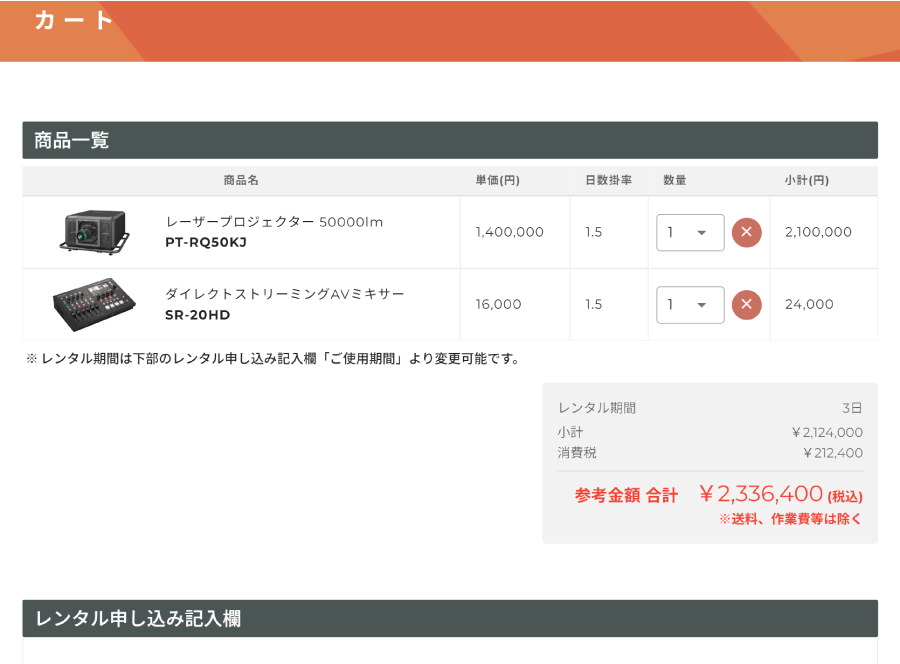 カート
商品一覧
商品名 単価(円) 日数掛率 数量 小計(円)
レーザープロジェクター 50000lm
PT-RQ50KJ
1,400,000 1.5 1 2,100,000
ダイレクトストリーミングAVミキサー
SR-20HD
16,000 1.5 1 24,000
※ レンタル期間は下部のレンタル申し込み記入欄「ご使用期間」より変更可能です。
レンタル期間 3日
小計 ¥2,124,000
消費税 ¥212,400
参考金額 合計 ¥2,336,400 (税込)
※送料、作業費等は除く
レンタル申し込み記入欄